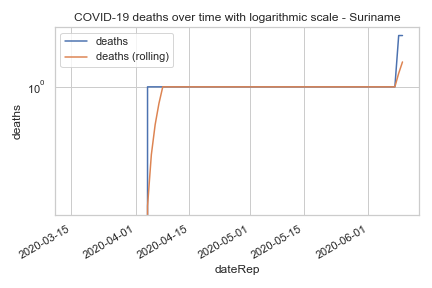 COVID-19 deaths over time with logarithmic scale - Suriname
deaths
deaths (rolling)
10⁰
deaths
2020-03-15
2020-04-01
2020-04-15
2020-05-01
2020-05-15
2020-06-01
dateRep